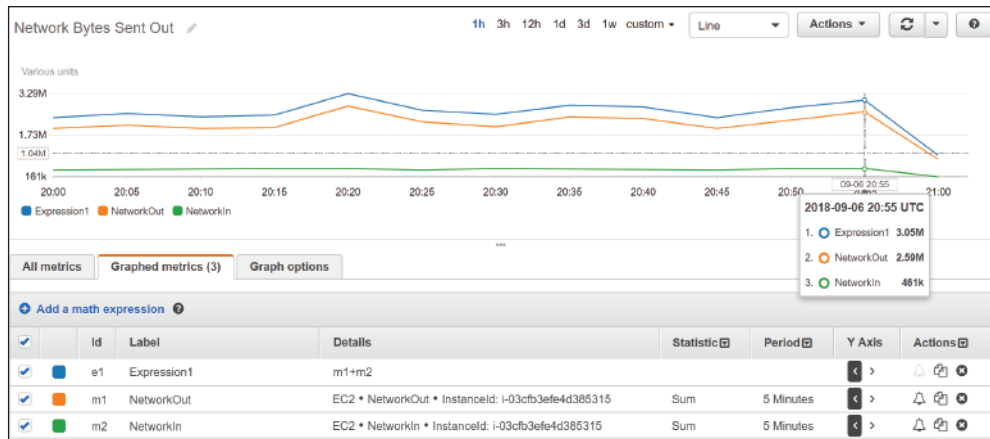 Network Bytes Sent Out
1h 3h 12h 1d 3d 1w custom
Line
Actions
Various units
3.29M
1.73M
1.04M
161k
20:00 20:05 20:10 20:15 20:20 20:25 20:30 20:35 20:40 20:45 20:50 21:00
09-06 20:55
Expression1 NetworkOut NetworkIn
2018-09-06 20:55 UTC
1. Expression1 3.05M
2. NetworkOut 2.59M
3. NetworkIn 461k
All metrics Graphed metrics (3) Graph options
Add a math expression
Id Label Details Statistic Period Y Axis Actions
e1 Expression1 m1+m2
m1 NetworkOut EC2 • NetworkOut • InstanceId: i-03cfb3efe4d385315 Sum 5 Minutes
m2 NetworkIn EC2 • NetworkIn • InstanceId: i-03cfb3efe4d385315 Sum 5 Minutes